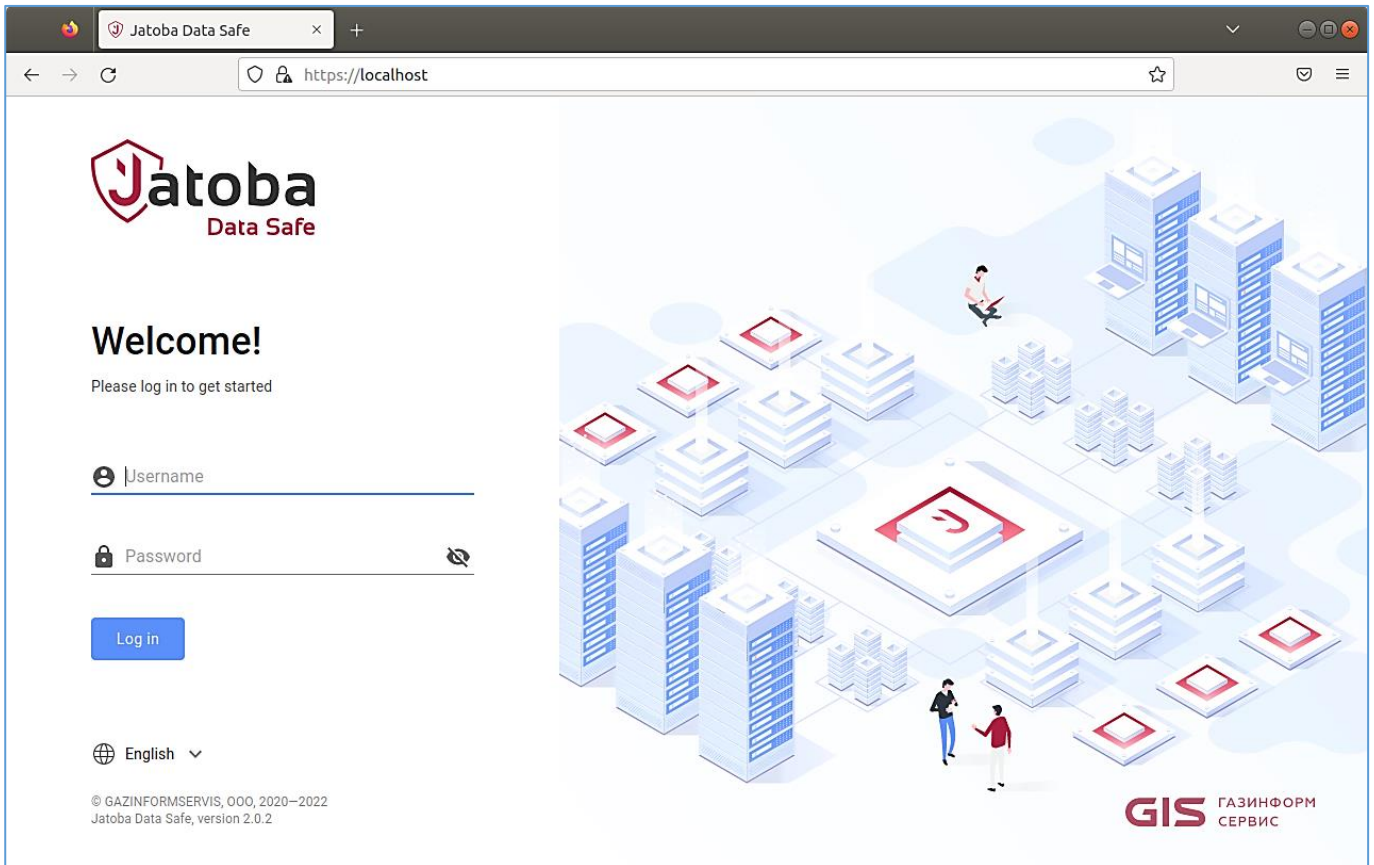 Jatoba Data Safe
https://localhost
Jatoba
Data Safe
Welcome!
Please log in to get started
Username
Password
Log in
English
© GAZINFORMSERVIS, OOO, 2020—2022
Jatoba Data Safe, version 2.0.2
GIS ГАЗИНФОРМ
СЕРВИС